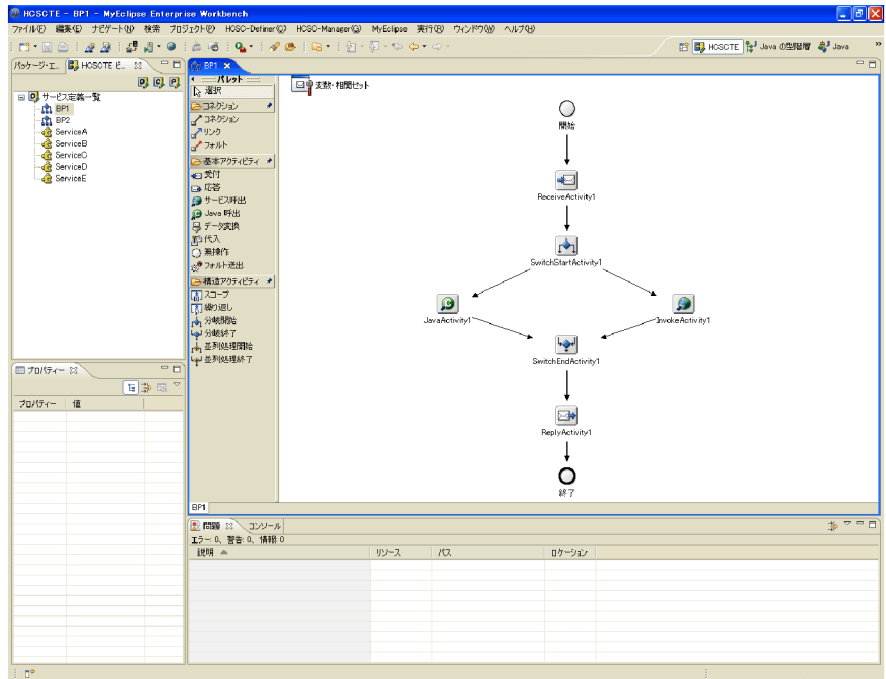 HCSCTE - BP1 - MyEclipse Enterprise Workbench
ファイル(F) 編集(E) ナビゲート(N) 検索 プロジェクト(P) HCSC-Definer(Q) HCSC-Manager(Q) MyEclipse 実行(R) ウィンドウ(W) ヘルプ(H)
HCSCTE Java の型階層 Java »
パッケージ・エ... HCSCTE ビ...
サービス定義一覧
BP1
BP2
ServiceA
ServiceB
ServiceC
ServiceD
ServiceE
プロパティー
プロパティー 値
BP1
パレット
選択
コネクション
コネクション
リンク
フォルト
基本アクティビティ
受付
応答
サービス呼出
Java 呼出
データ変換
代入
無操作
フォルト送出
構造アクティビティ
スコープ
繰り返し
分岐開始
分岐終了
並列処理開始
並列処理終了
変数・相関セット
開始
ReceiveActivity1
SwitchStartActivity1
JavaActivity1
InvokeActivity1
SwitchEndActivity1
ReplyActivity1
終了
BP1
問題 コンソール
エラー: 0、警告: 0、情報: 0
説明 リソース パス ロケーション